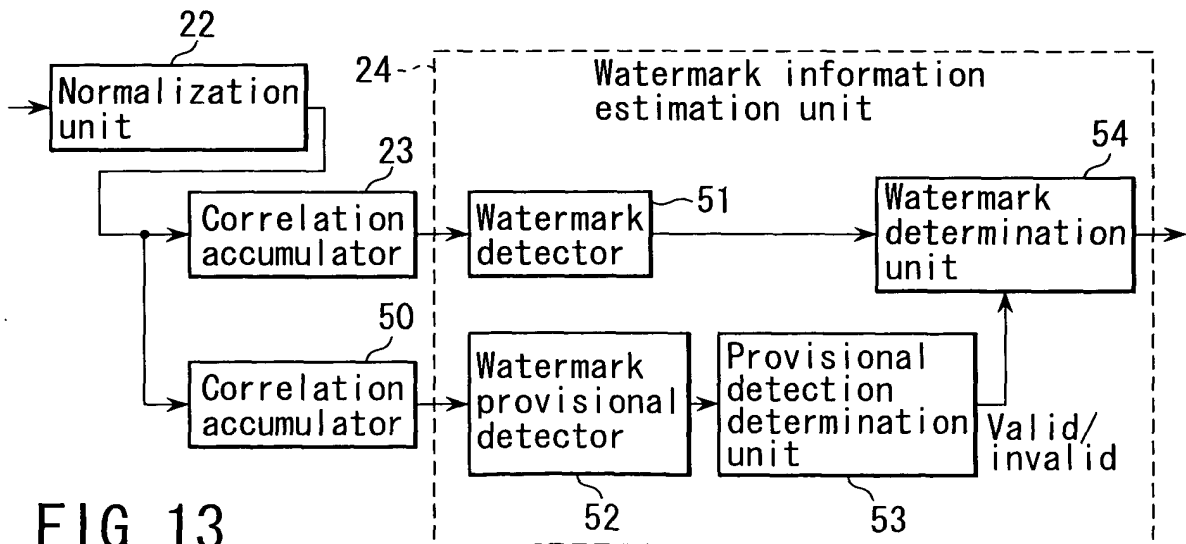 22
Normalization
unit
24
Watermark information
estimation unit
23
Correlation
accumulator
51
Watermark
detector
54
Watermark
determination
unit
50
Correlation
accumulator
Watermark
provisional
detector
52
Provisional
detection
determination
unit
53
Valid/
invalid
FIG 13